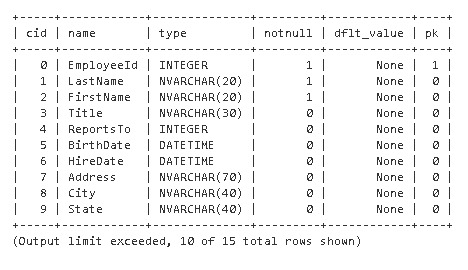 +-----+------------+--------------+---------+------------+----+
| cid | name       | type         | notnull | dflt_value | pk |
+-----+------------+--------------+---------+------------+----+
|   0 | EmployeeId | INTEGER      |       1 |       None |  1 |
|   1 | LastName   | NVARCHAR(20) |       1 |       None |  0 |
|   2 | FirstName  | NVARCHAR(20) |       1 |       None |  0 |
|   3 | Title      | NVARCHAR(30) |       0 |       None |  0 |
|   4 | ReportsTo  | INTEGER      |       0 |       None |  0 |
|   5 | BirthDate  | DATETIME     |       0 |       None |  0 |
|   6 | HireDate   | DATETIME     |       0 |       None |  0 |
|   7 | Address    | NVARCHAR(70) |       0 |       None |  0 |
|   8 | City       | NVARCHAR(40) |       0 |       None |  0 |
|   9 | State      | NVARCHAR(40) |       0 |       None |  0 |
+-----+------------+--------------+---------+------------+----+
(Output limit exceeded, 10 of 15 total rows shown)